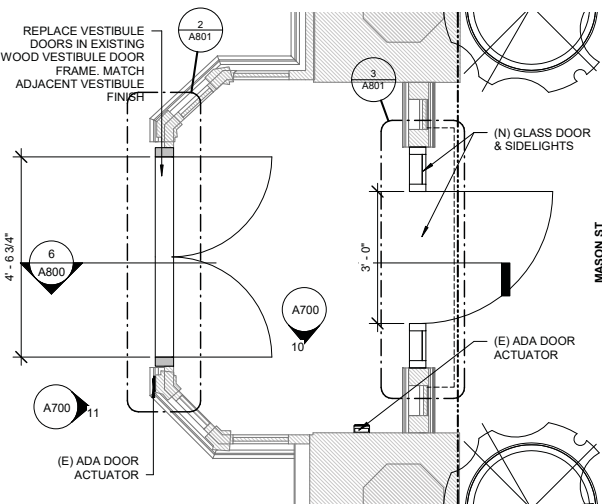 REPLACE VESTIBULE
DOORS IN EXISTING
WOOD VESTIBULE DOOR
FRAME. MATCH
ADJACENT VESTIBULE
FINISH
2
A801
3
A801
(N) GLASS DOOR
& SIDELIGHTS
MASON ST
4' - 6 3/4"
6
A800
3' - 0"
A700
10
(E) ADA DOOR
ACTUATOR
A700
11
(E) ADA DOOR
ACTUATOR